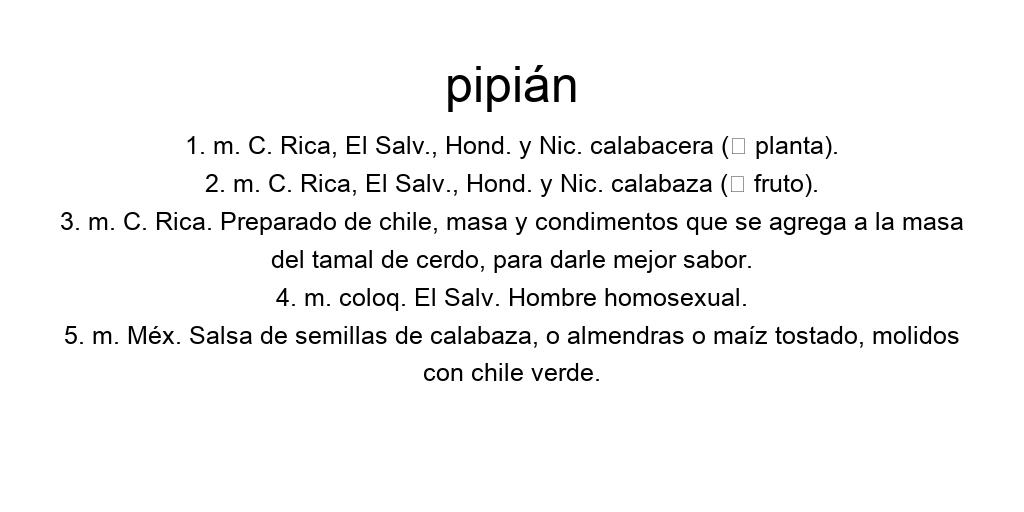 pipián
1. m. C. Rica, El Salv., Hond. y Nic. calabacera (□ planta).
2. m. C. Rica, El Salv., Hond. y Nic. calabaza (□ fruto).
3. m. C. Rica. Preparado de chile, masa y condimentos que se agrega a la masa
del tamal de cerdo, para darle mejor sabor.
4. m. coloq. El Salv. Hombre homosexual.
5. m. Méx. Salsa de semillas de calabaza, o almendras o maíz tostado, molidos
con chile verde.